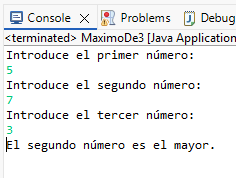 Console Problems Debug
<terminated> MaximoDe3 [Java Application
Introduce el primer número:
5
Introduce el segundo número:
7
Introduce el tercer número:
3
El segundo número es el mayor.